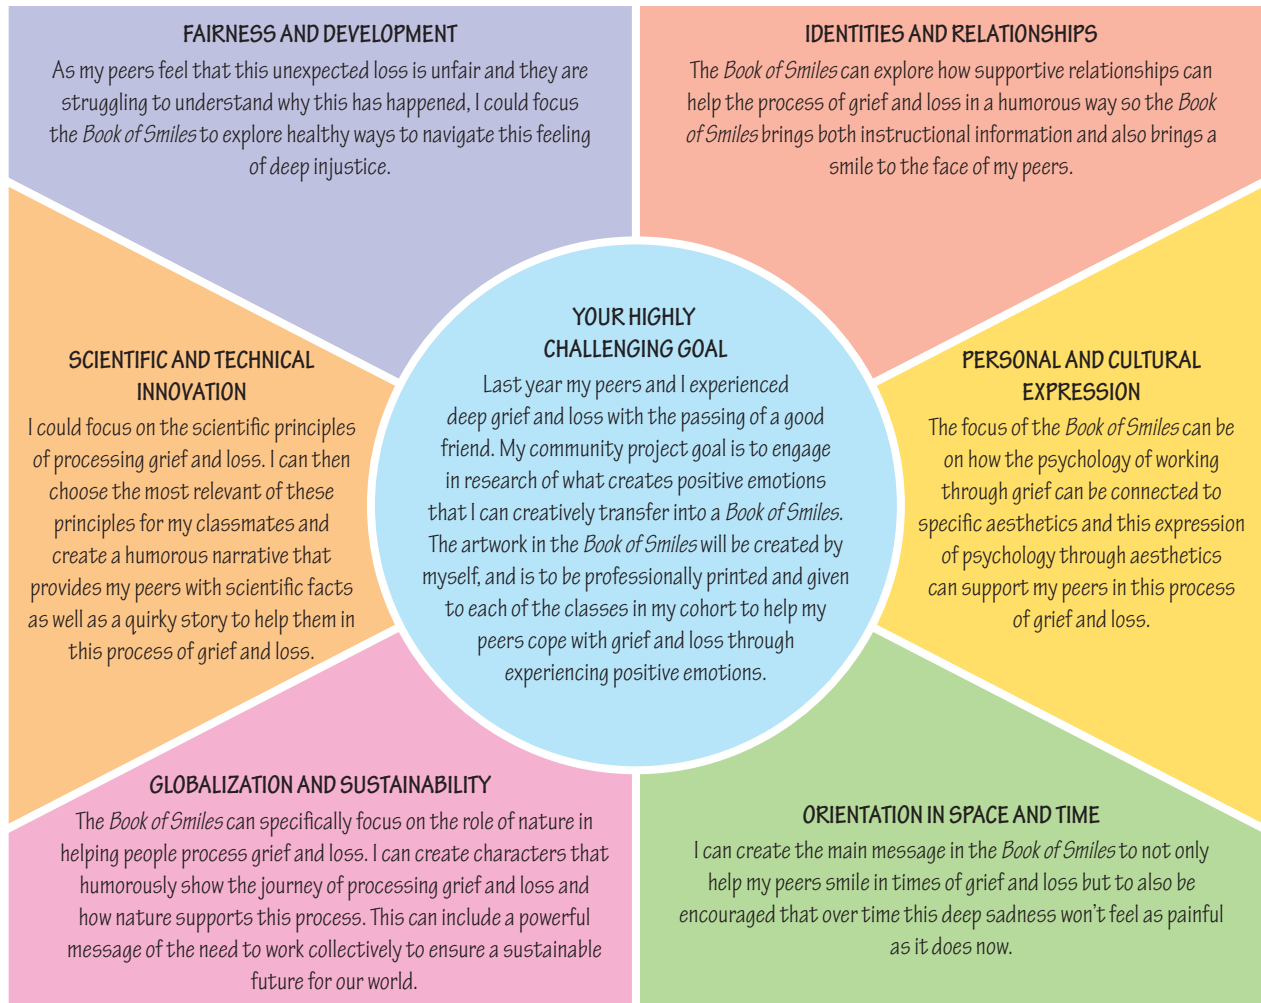 FAIRNESS AND DEVELOPMENT
As my peers feel that this unexpected loss is unfair and they are
struggling to understand why this has happened, I could focus
the Book of Smiles to explore healthy ways to navigate this feeling
of deep injustice.
IDENTITIES AND RELATIONSHIPS
The Book of Smiles can explore how supportive relationships can
help the process of grief and loss in a humorous way so the Book
of Smiles brings both instructional information and also brings a
smile to the face of my peers.
SCIENTIFIC AND TECHNICAL
INNOVATION
I could focus on the scientific principles
of processing grief and loss. I can then
choose the most relevant of these
principles for my classmates and
create a humorous narrative that
provides my peers with scientific facts
as well as a quirky story to help them in
this process of grief and loss.
YOUR HIGHLY
CHALLENGING GOAL
Last year my peers and I experienced
deep grief and loss with the passing of a good
friend. My community project goal is to engage
in research of what creates positive emotions
that I can creatively transfer into a Book of Smiles.
The artwork in the Book of Smiles will be created by
myself, and is to be professionally printed and given
to each of the classes in my cohort to help my
peers cope with grief and loss through
experiencing positive emotions.
PERSONAL AND CULTURAL
EXPRESSION
The focus of the Book of Smiles can be
on how the psychology of working
through grief can be connected to
specific aesthetics and this expression
of psychology through aesthetics
can support my peers in this process
of grief and loss.
GLOBALIZATION AND SUSTAINABILITY
The Book of Smiles can specifically focus on the role of nature in
helping people process grief and loss. I can create characters that
humorously show the journey of processing grief and loss and
how nature supports this process. This can include a powerful
message of the need to work collectively to ensure a sustainable
future for our world.
ORIENTATION IN SPACE AND TIME
I can create the main message in the Book of Smiles to not only
help my peers smile in times of grief and loss but to also be
encouraged that over time this deep sadness won't feel as painful
as it does now.